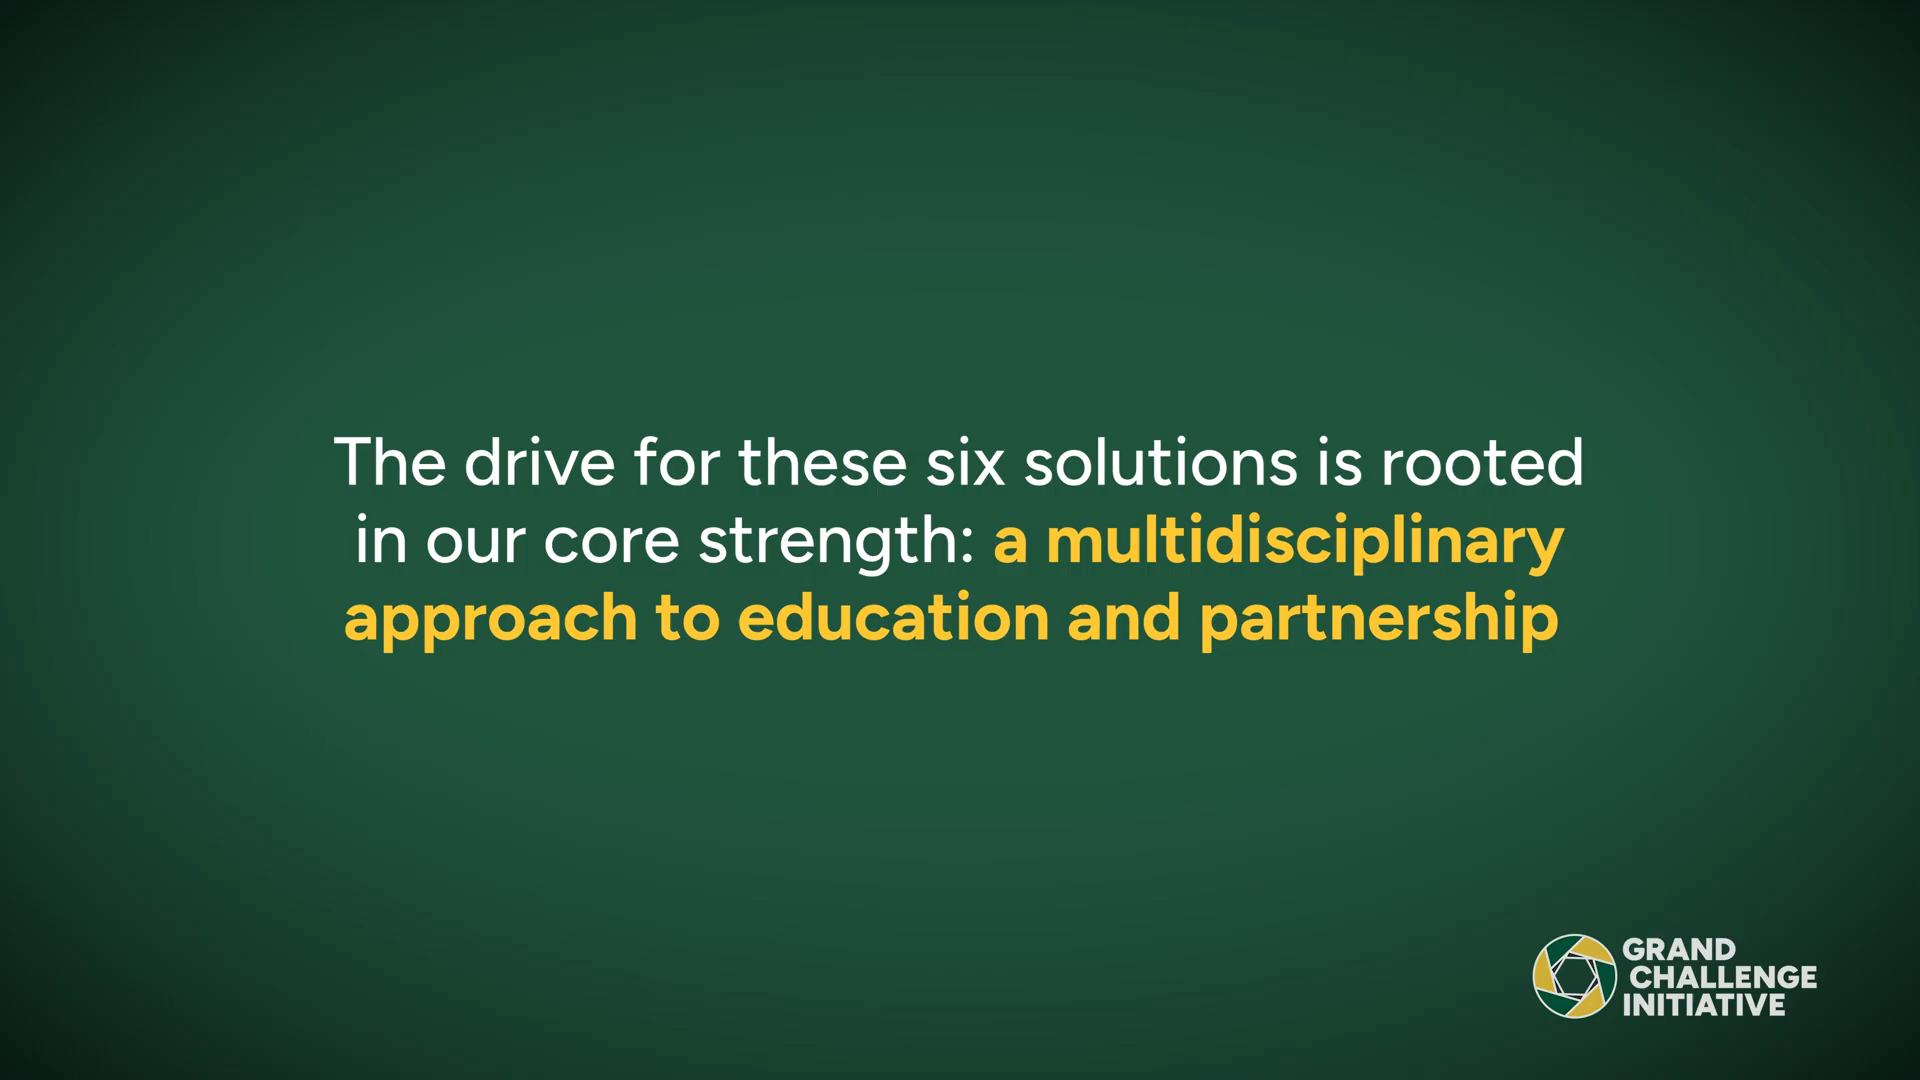 The drive for these six solutions is rooted
in our core strength: a multidisciplinary
approach to education and partnership
GRAND
CHALLENGE
INITIATIVE